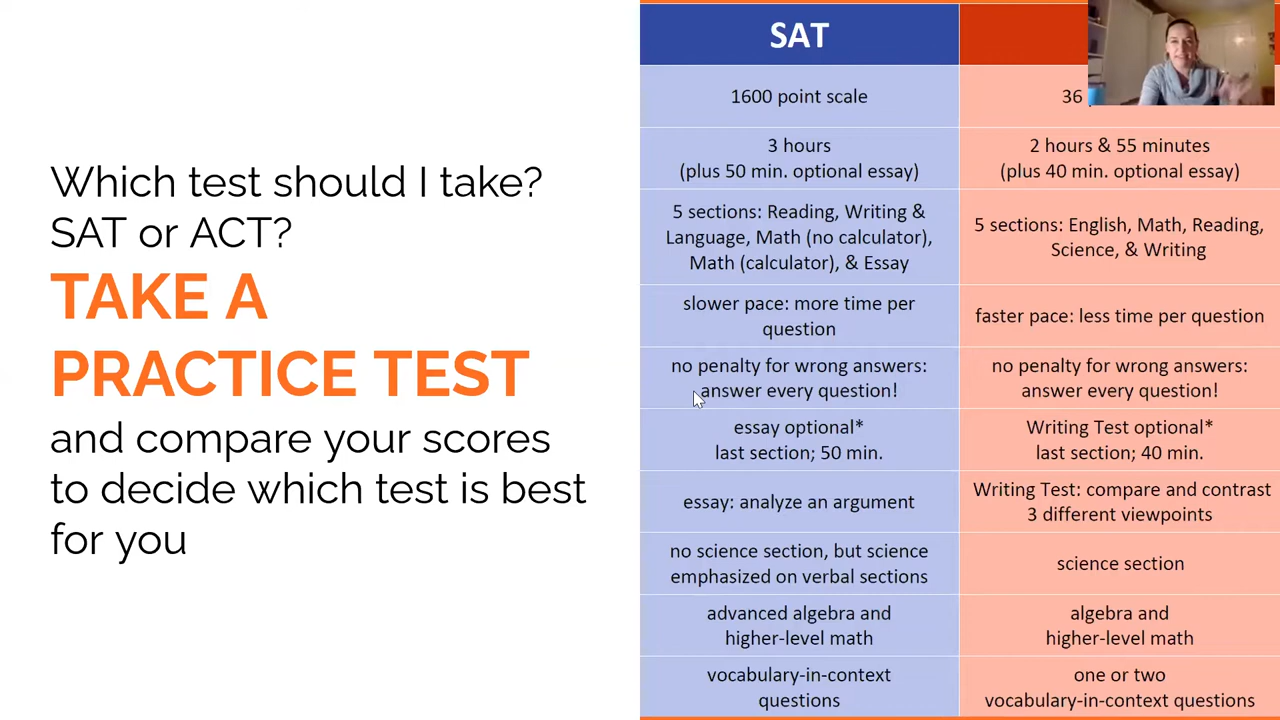 Which test should I take?
SAT or ACT?
TAKE A
PRACTICE TEST
and compare your scores
to decide which test is best
for you
SAT
1600 point scale
36
3 hours
(plus 50 min. optional essay)
2 hours & 55 minutes
(plus 40 min. optional essay)
5 sections: Reading, Writing &
Language, Math (no calculator),
Math (calculator), & Essay
5 sections: English, Math, Reading,
Science, & Writing
slower pace: more time per
question
faster pace: less time per question
no penalty for wrong answers:
answer every question!
no penalty for wrong answers:
answer every question!
essay optional*
last section; 50 min.
Writing Test optional*
last section; 40 min.
essay: analyze an argument
Writing Test: compare and contrast
3 different viewpoints
no science section, but science
emphasized on verbal sections
science section
advanced algebra and
higher-level math
algebra and
higher-level math
vocabulary-in-context
questions
one or two
vocabulary-in-context questions